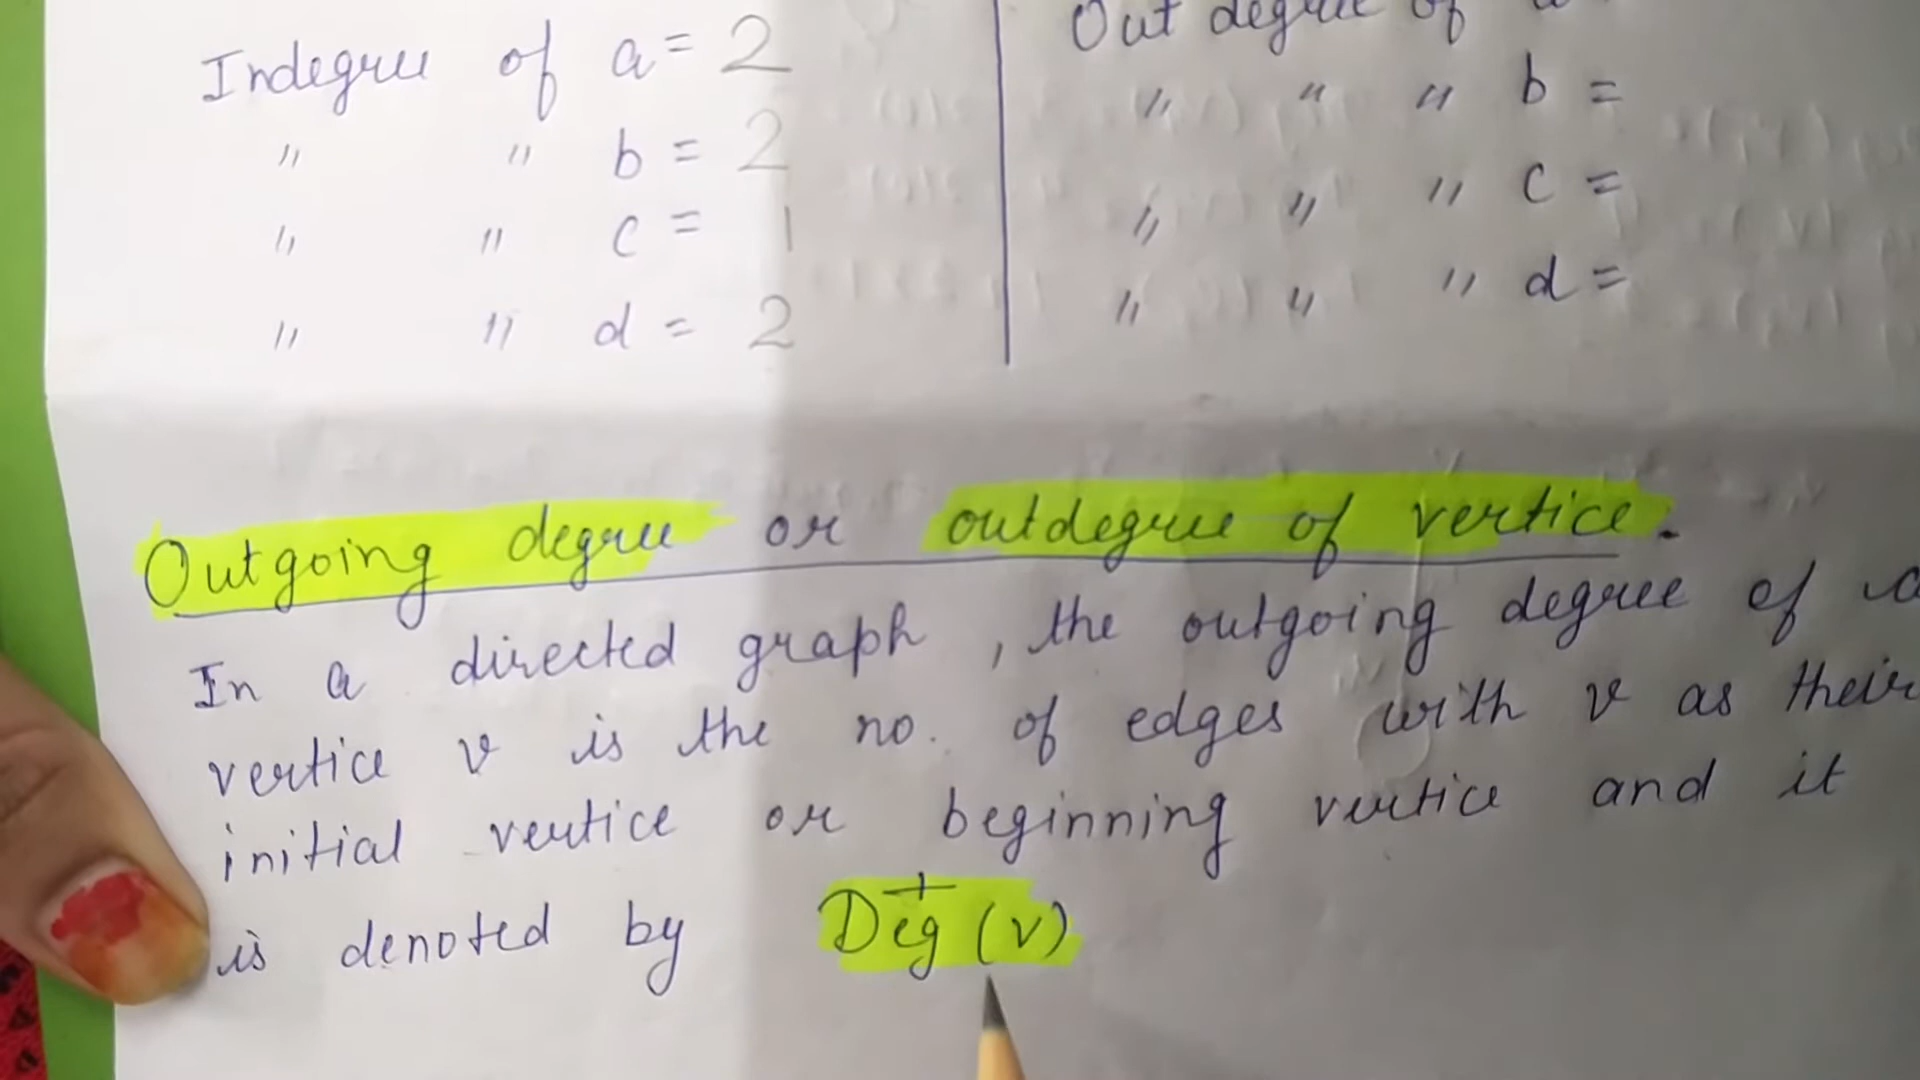 Indegree of a = 2
" " b = 2
" " c = 1
" " d = 2
Out degree of
" " " b =
" " " c =
" " " d =
Outgoing degree or outdegree of vertice.
In a directed graph, the outgoing degree of a
vertice v is the no. of edges with v as their
initial vertice or beginning vertice and it
is denoted by Deg⁺(v)